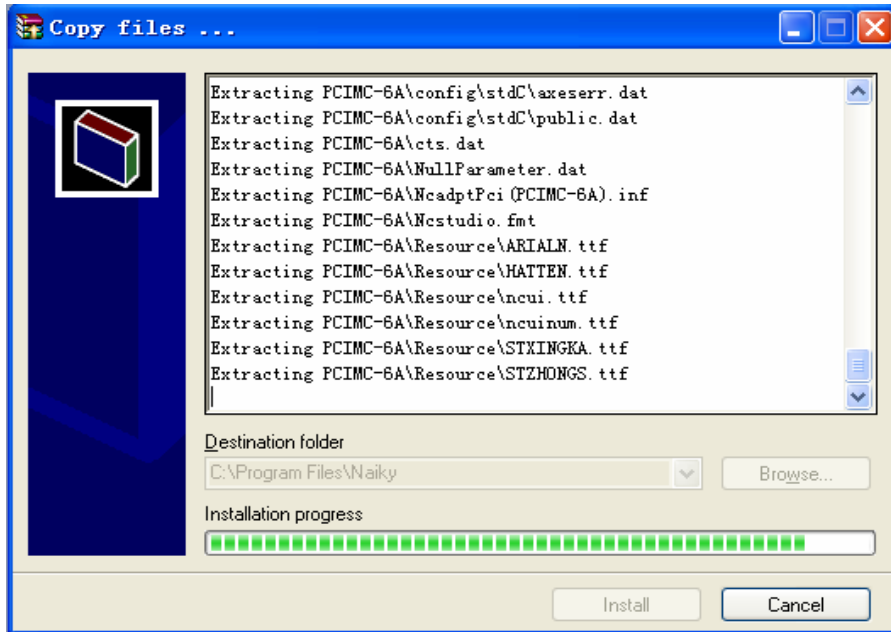 Copy files ...
Extracting PCIMC-6A\config\stdC\axeserr.dat
Extracting PCIMC-6A\config\stdC\public.dat
Extracting PCIMC-6A\cts.dat
Extracting PCIMC-6A\NullParameter.dat
Extracting PCIMC-6A\NcadptPci(PCIMC-6A).inf
Extracting PCIMC-6A\Ncstudio.fmt
Extracting PCIMC-6A\Resource\ARIALN.ttf
Extracting PCIMC-6A\Resource\HATTEN.ttf
Extracting PCIMC-6A\Resource\ncui.ttf
Extracting PCIMC-6A\Resource\ncuinum.ttf
Extracting PCIMC-6A\Resource\STXINGKA.ttf
Extracting PCIMC-6A\Resource\STZHONGS.ttf
Destination folder
C:\Program Files\Naiky
Browse...
Installation progress
Install
Cancel